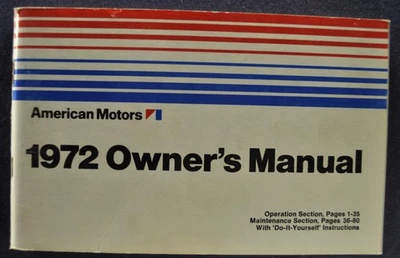 American Motors
1972 Owner's Manual
Operation Section, Pages 1-35
Maintenance Section, Pages 36-80
With 'Do-It-Yourself' Instructions